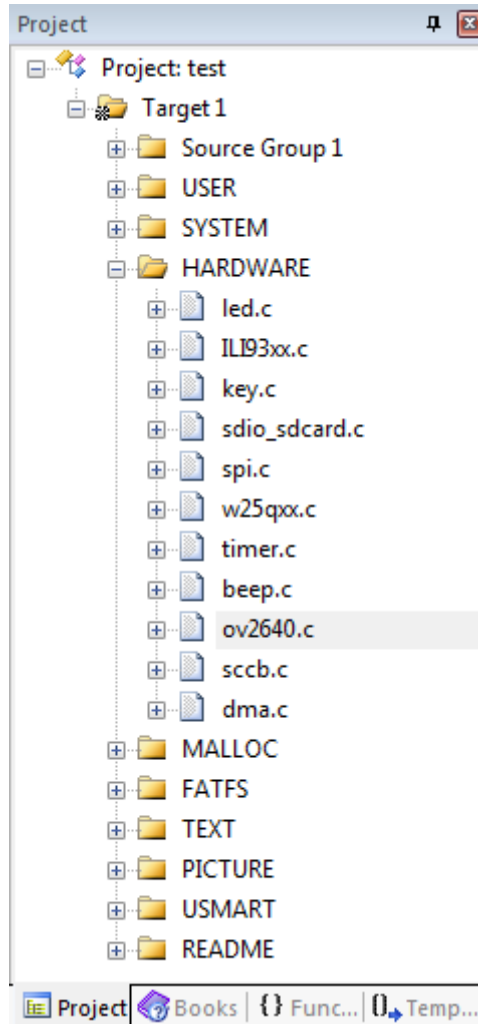 Project
Project: test
Target 1
Source Group 1
USER
SYSTEM
HARDWARE
led.c
ILI93xx.c
key.c
sdio_sdcard.c
spi.c
w25qxx.c
timer.c
beep.c
ov2640.c
sccb.c
dma.c
MALLOC
FATFS
TEXT
PICTURE
USMART
README
Project Books {} Func... {} Temp...